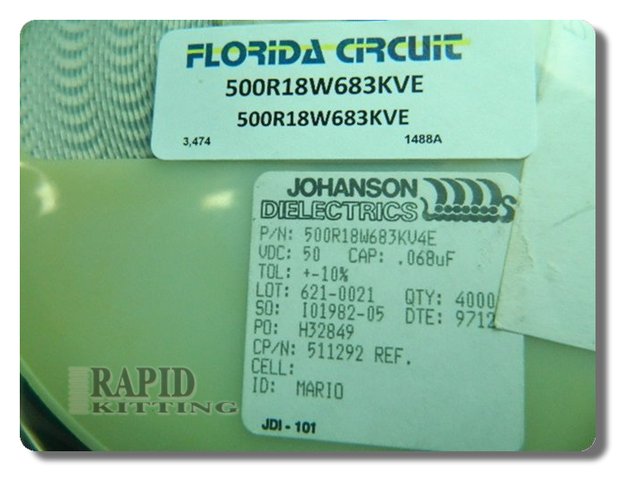 FLORIDA CIRCUIT
500R18W683KVE
500R18W683KVE
3,474 1488A
JOHANSON
DIELECTRICS
P/N: 500R18W683KV4E
VDC: 50 CAP: .068uF
TOL: +-10%
LOT: 621-0021 QTY: 4000
SO: I01982-05 DTE: 9712
PO: H32849
CP/N: 511292 REF.
CELL:
ID: MARIO
JDI - 101
RAPID
KITTING